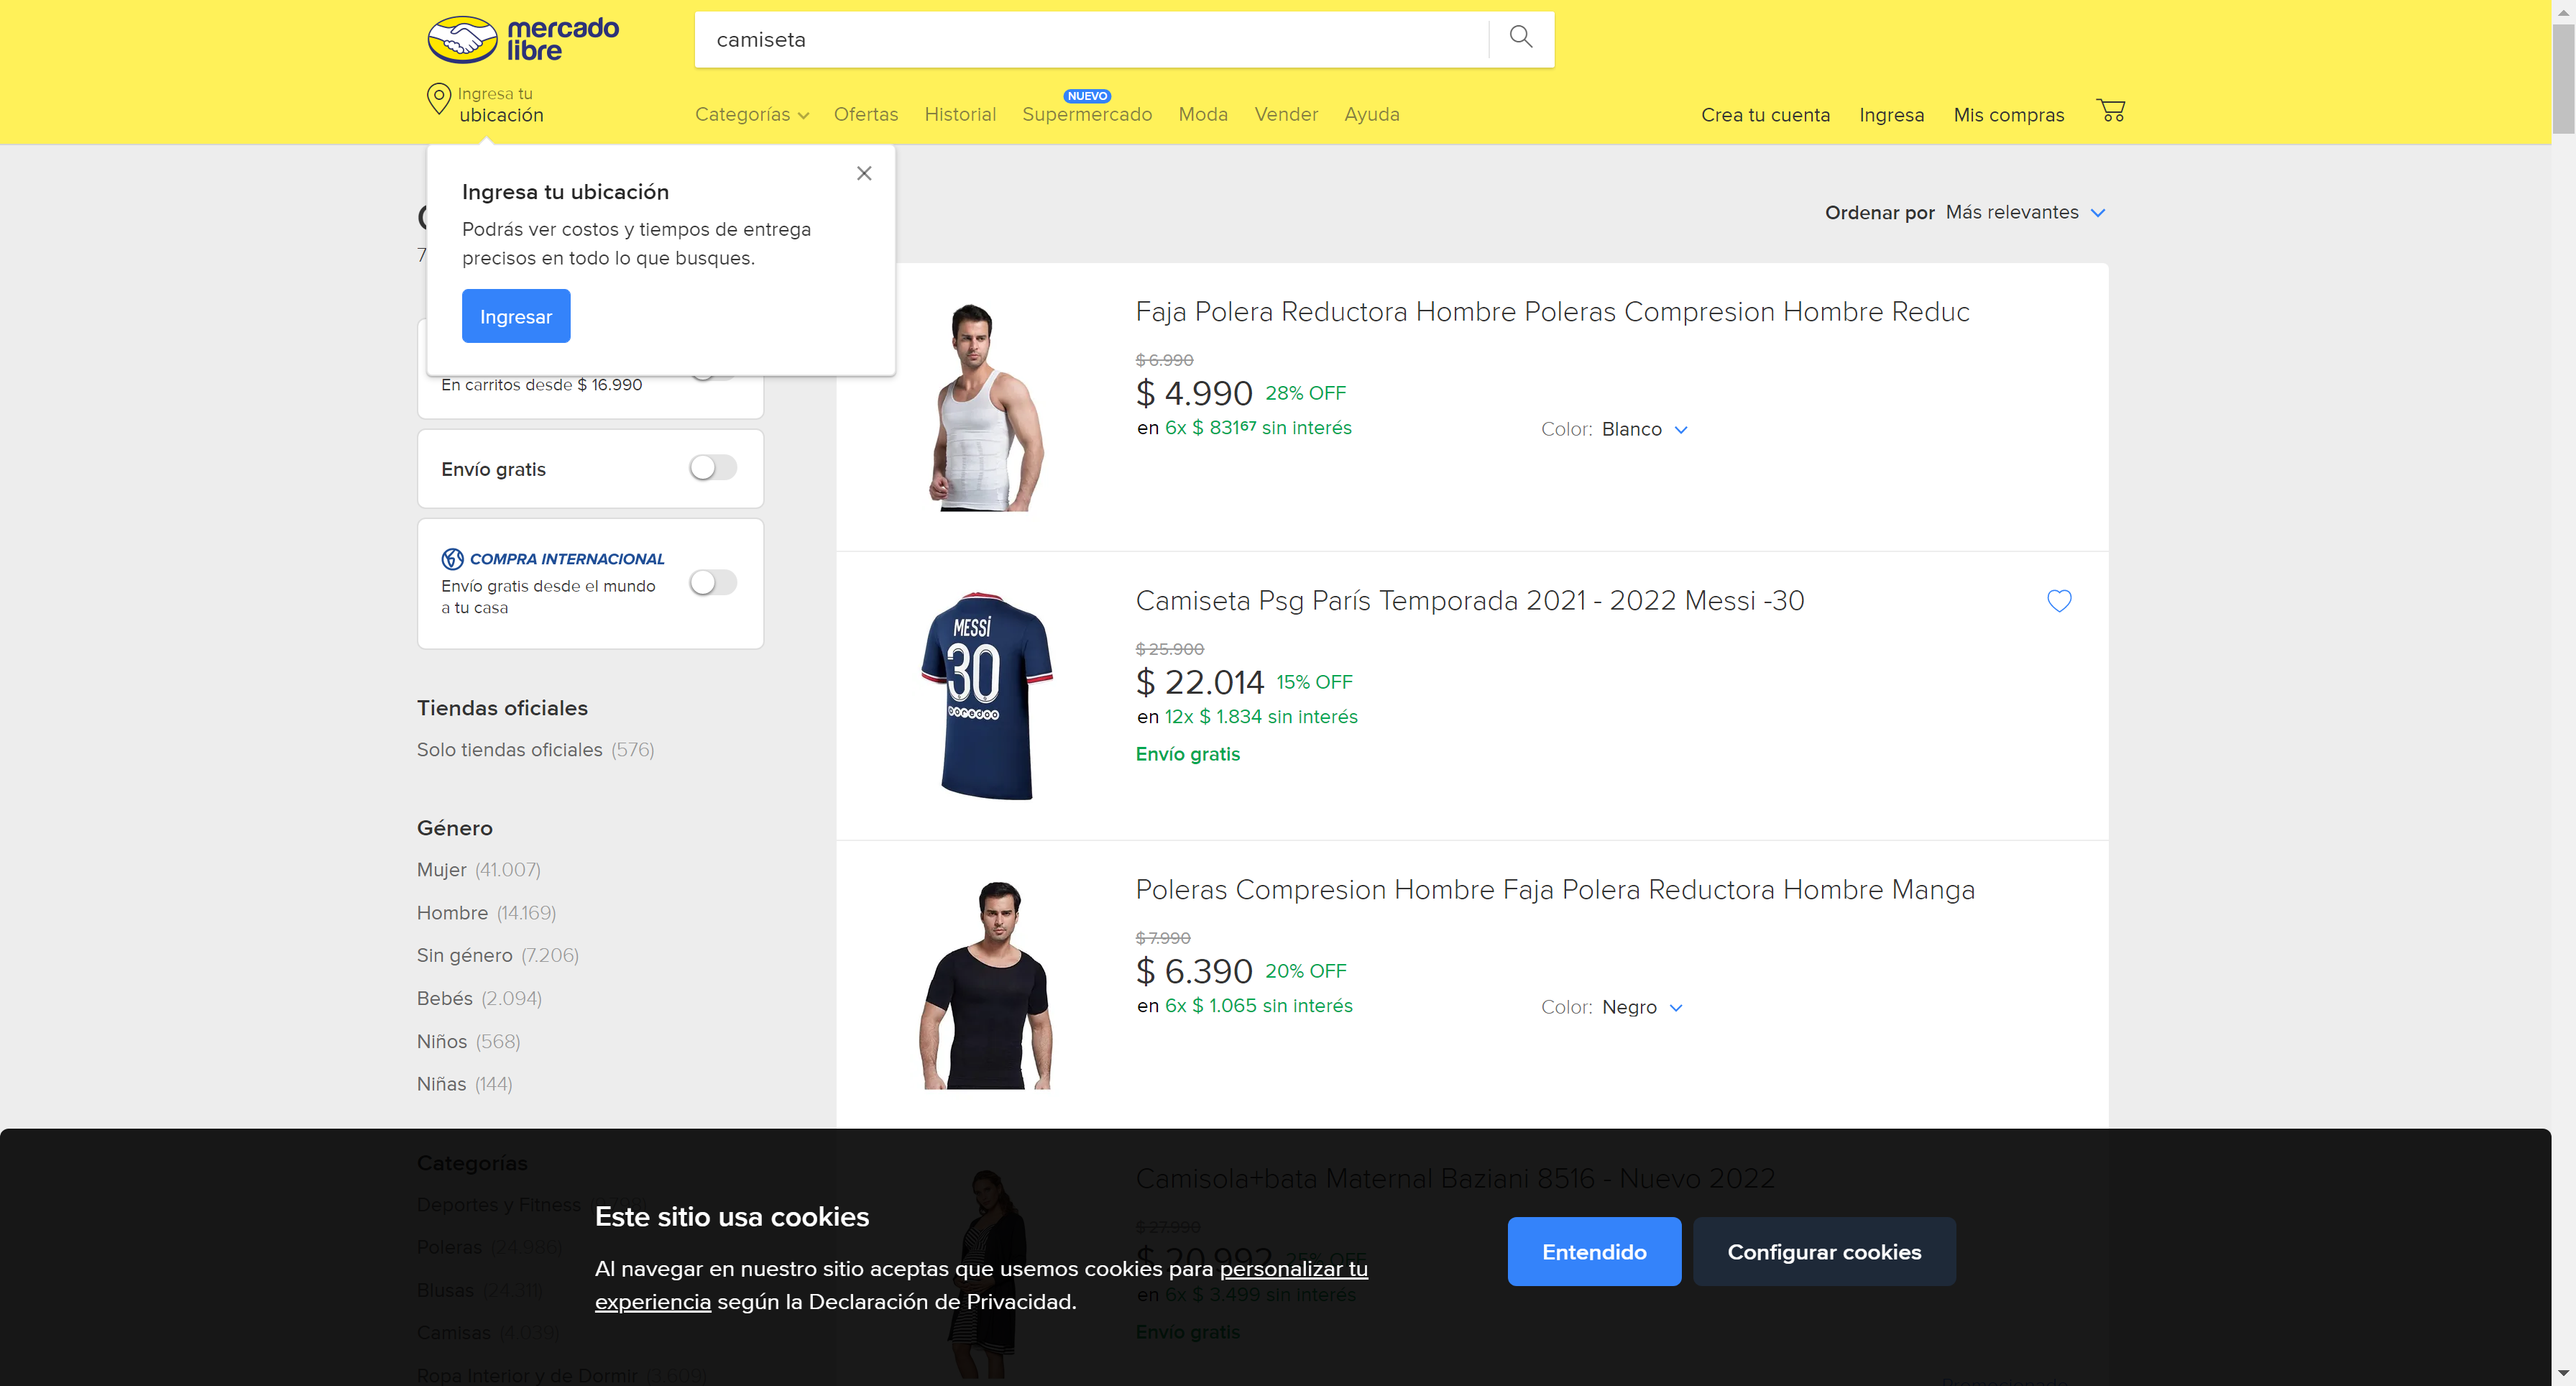 mercado
libre
camiseta
Ingresa tu
ubicación
NUEVO
Categorías Ofertas Historial Supermercado Moda Vender Ayuda
Crea tu cuenta Ingresa Mis compras
Ingresa tu ubicación
Podrás ver costos y tiempos de entrega
precisos en todo lo que busques.
Ingresar
Ordenar por Más relevantes
En carritos desde $ 16.990
Envío gratis
COMPRA INTERNACIONAL
Envío gratis desde el mundo
a tu casa
Tiendas oficiales
Solo tiendas oficiales (576)
Género
Mujer (41.007)
Hombre (14.169)
Sin género (7.206)
Bebés (2.094)
Niños (568)
Niñas (144)
Categorías
Deportes y Fitness
Poleras (24.986)
Blusas (24.311)
Camisas (4.039)
Ropa Interior y de Dormir (3.609)
Faja Polera Reductora Hombre Poleras Compresion Hombre Reduc
$ 6.990
$ 4.990 28% OFF
en 6x $ 831⁶⁷ sin interés
Color: Blanco
MESSI
30
ooredoo
Camiseta Psg París Temporada 2021 - 2022 Messi -30
$ 25.900
$ 22.014 15% OFF
en 12x $ 1.834 sin interés
Envío gratis
Poleras Compresion Hombre Faja Polera Reductora Hombre Manga
$ 7.990
$ 6.390 20% OFF
en 6x $ 1.065 sin interés
Color: Negro
Camisola+bata Maternal Baziani 8516 - Nuevo 2022
$ 27.990
$ 20.992 25% OFF
en 6x $ 3.499 sin interés
Envío gratis
Este sitio usa cookies
Al navegar en nuestro sitio aceptas que usemos cookies para personalizar tu
experiencia según la Declaración de Privacidad.
Entendido
Configurar cookies